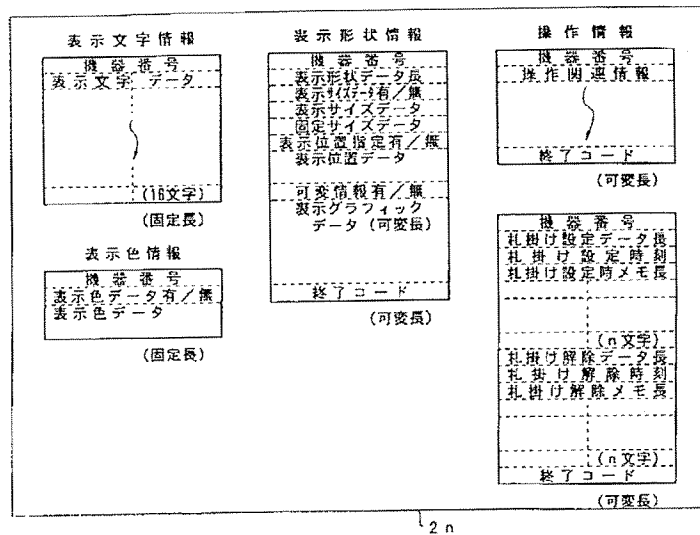 表示文字情報
機器番号
表示文字 データ
(16文字)
(固定長)
表示色情報
機器番号
表示色データ有/無
表示色データ
(固定長)
表示形状情報
機器番号
表示形状データ長
表示サイズデータ有/無
表示サイズデータ
固定サイズデータ
表示位置指定有/無
表示位置データ
可変情報有/無
表示グラフィック
データ(可変長)
終了コード
(可変長)
操作情報
機器番号
操作関連情報
終了コード
(可変長)
機器番号
札掛け設定データ長
札掛け設定時刻
札掛け設定時メモ長
(n文字)
札掛け解除データ長
札掛け解除時刻
札掛け解除メモ長
(n文字)
終了コード
(可変長)
2n